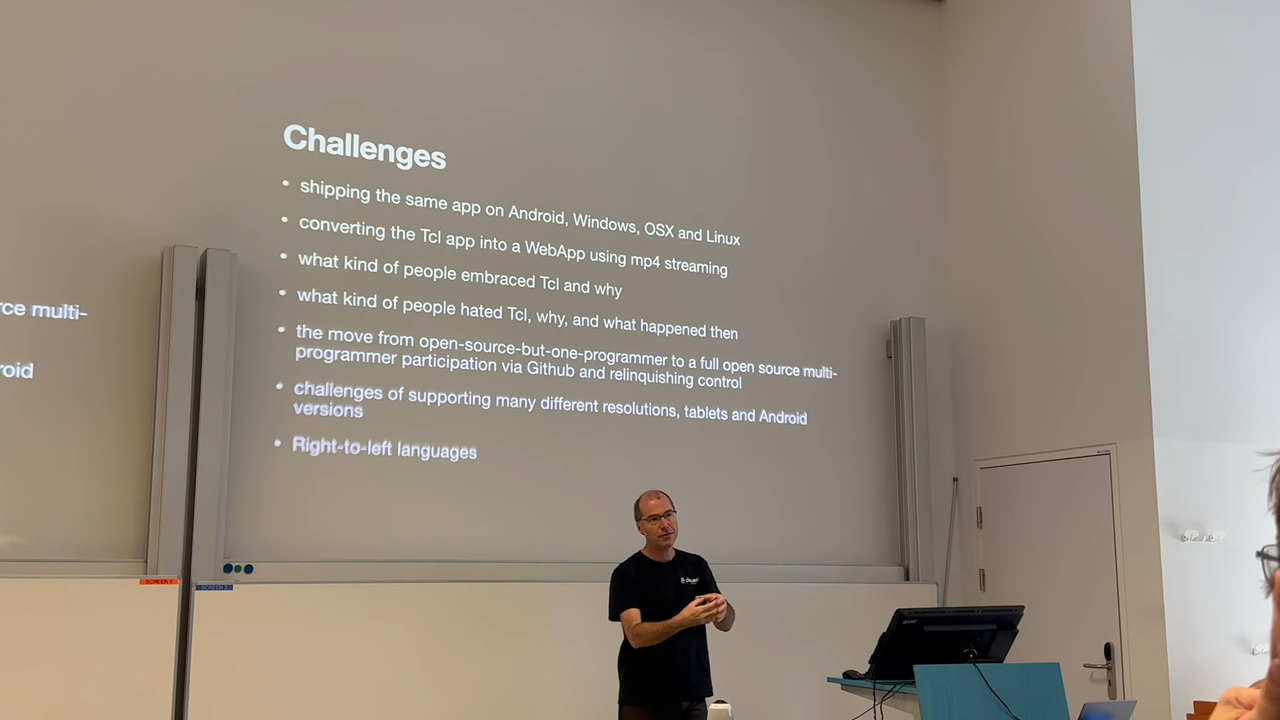 Challenges
• shipping the same app on Android, Windows, OSX and Linux
• converting the Tcl app into a WebApp using mp4 streaming
• what kind of people embraced Tcl and why
• what kind of people hated Tcl, why, and what happened then
• the move from open-source-but-one-programmer to a full open source multi-
programmer participation via Github and relinquishing control
• challenges of supporting many different resolutions, tablets and Android
versions
• Right-to-left languages
rce multi-
roid
SCREEN 1
SCREEN 2